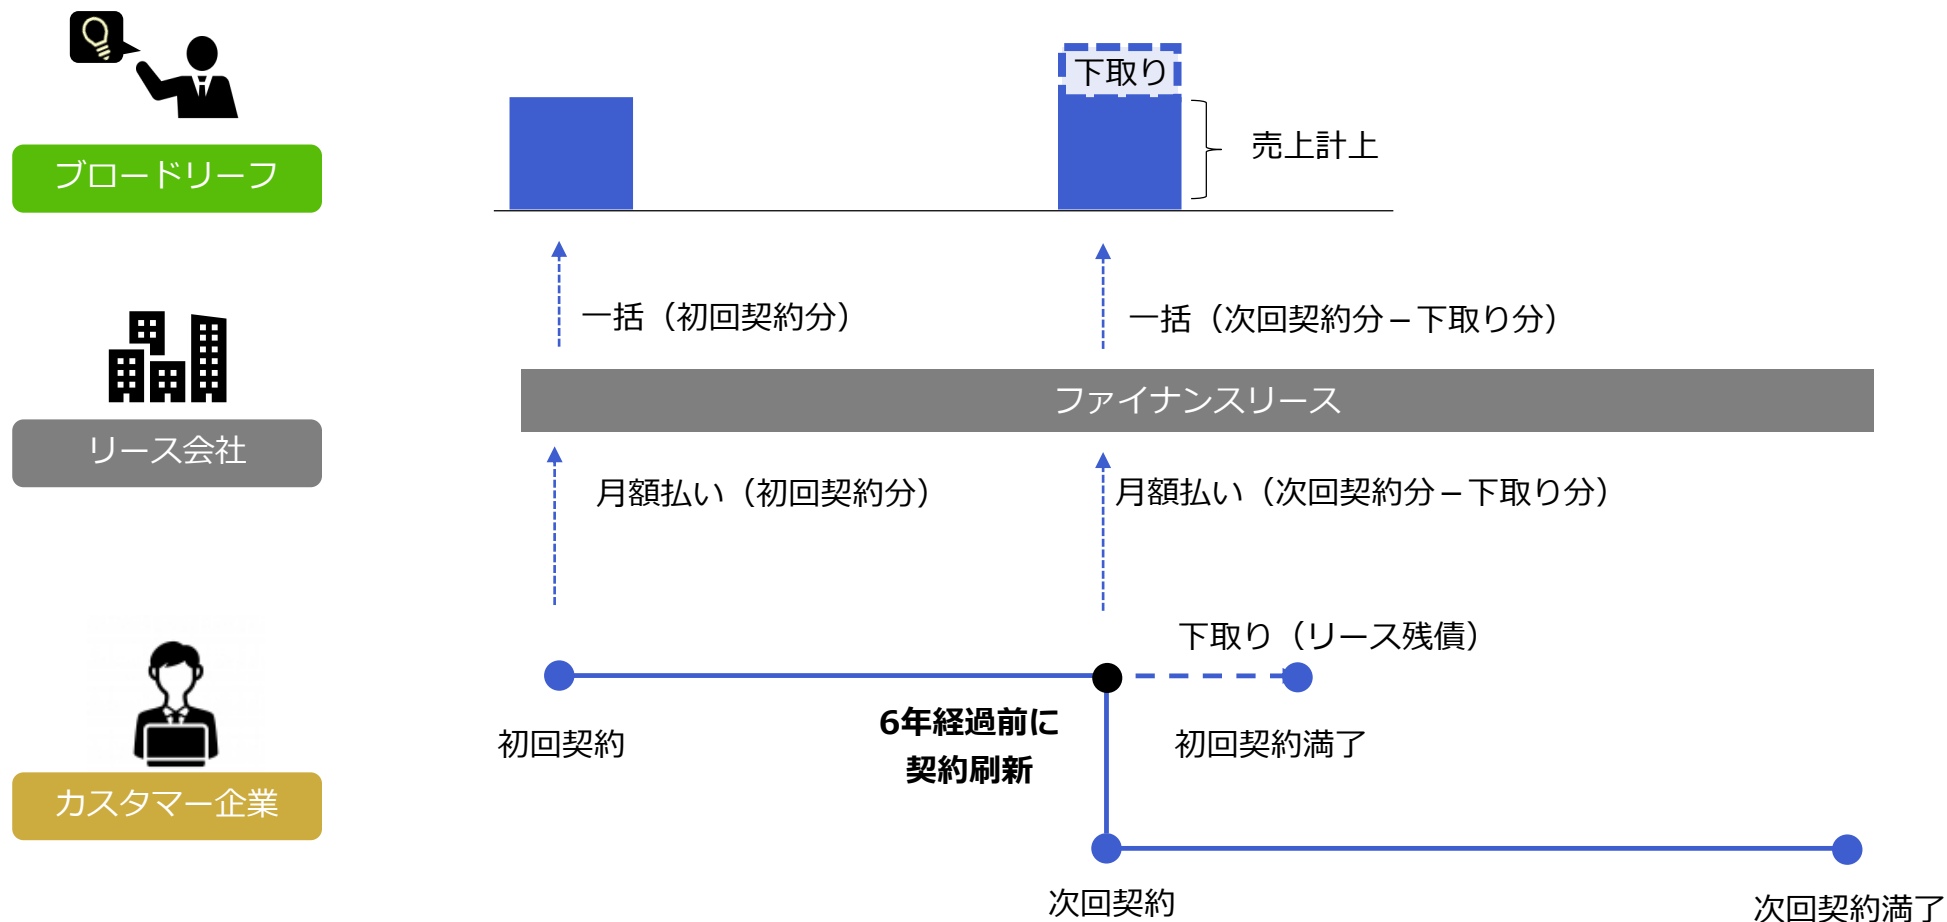 下取り
売上計上
ブロードリーフ
一括（初回契約分）
一括（次回契約分－下取り分）
ファイナンスリース
リース会社
月額払い（初回契約分）
月額払い（次回契約分－下取り分）
下取り（リース残債）
初回契約
6年経過前に
契約刷新
初回契約満了
カスタマー企業
次回契約
次回契約満了